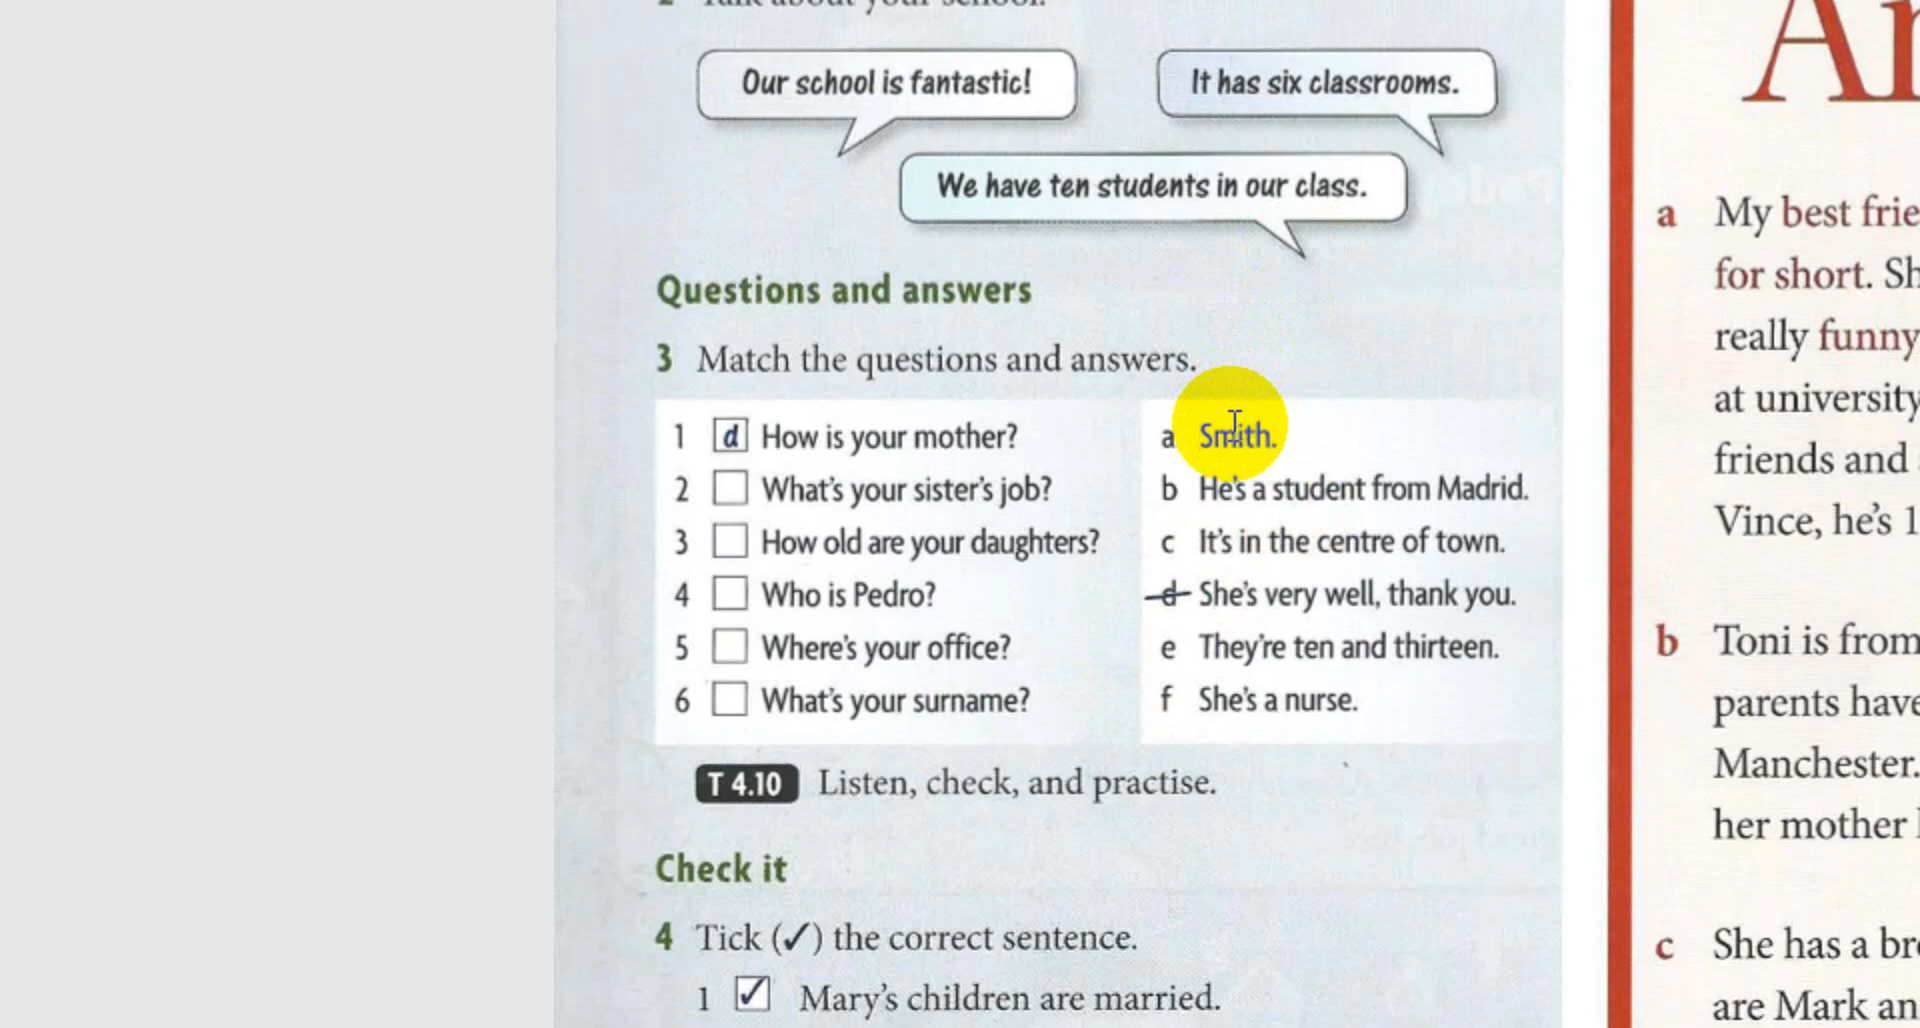 2 Talk about your school.
Our school is fantastic!
It has six classrooms.
We have ten students in our class.
Questions and answers
3 Match the questions and answers.
1 d How is your mother?
2 What's your sister's job?
3 How old are your daughters?
4 Who is Pedro?
5 Where's your office?
6 What's your surname?
a Smith.
b He's a student from Madrid.
c It's in the centre of town.
d She's very well, thank you.
e They're ten and thirteen.
f She's a nurse.
T 4.10 Listen, check, and practise.
Check it
4 Tick (✓) the correct sentence.
1 ✓ Mary's children are married.
a My best
for short.
really funny
at university
friends and
Vince, he's
b Toni is from
parents have
Manchester.
her mother
c She has a
are Mark